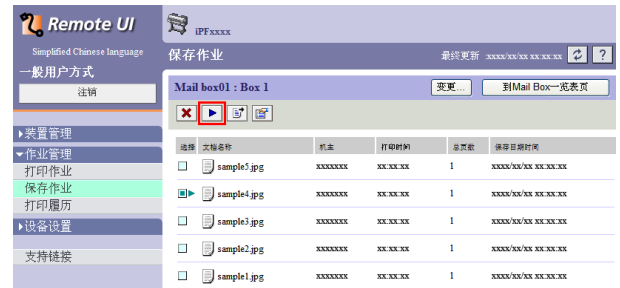 Remote UI
iPFxxxx
Simplified Chinese language
一般用户方式
注销
保存作业
最终更新 xxxx/xx/xx xx:xx:xx
?
Mail box01 : Box 1
变更...
到Mail Box一览表页
装置管理
作业管理
打印作业
保存作业
打印履历
设备设置
支持链接
选择 文档名称 机主 打印时间 总页数 保存日期时间
sample5.jpg xxxxxxx xx:xx:xx 1 xxxx/xx/xx xx:xx:xx
sample4.jpg xxxxxxx xx:xx:xx 1 xxxx/xx/xx xx:xx:xx
sample3.jpg xxxxxxx xx:xx:xx 1 xxxx/xx/xx xx:xx:xx
sample2.jpg xxxxxxx xx:xx:xx 1 xxxx/xx/xx xx:xx:xx
sample1.jpg xxxxxxx xx:xx:xx 1 xxxx/xx/xx xx:xx:xx